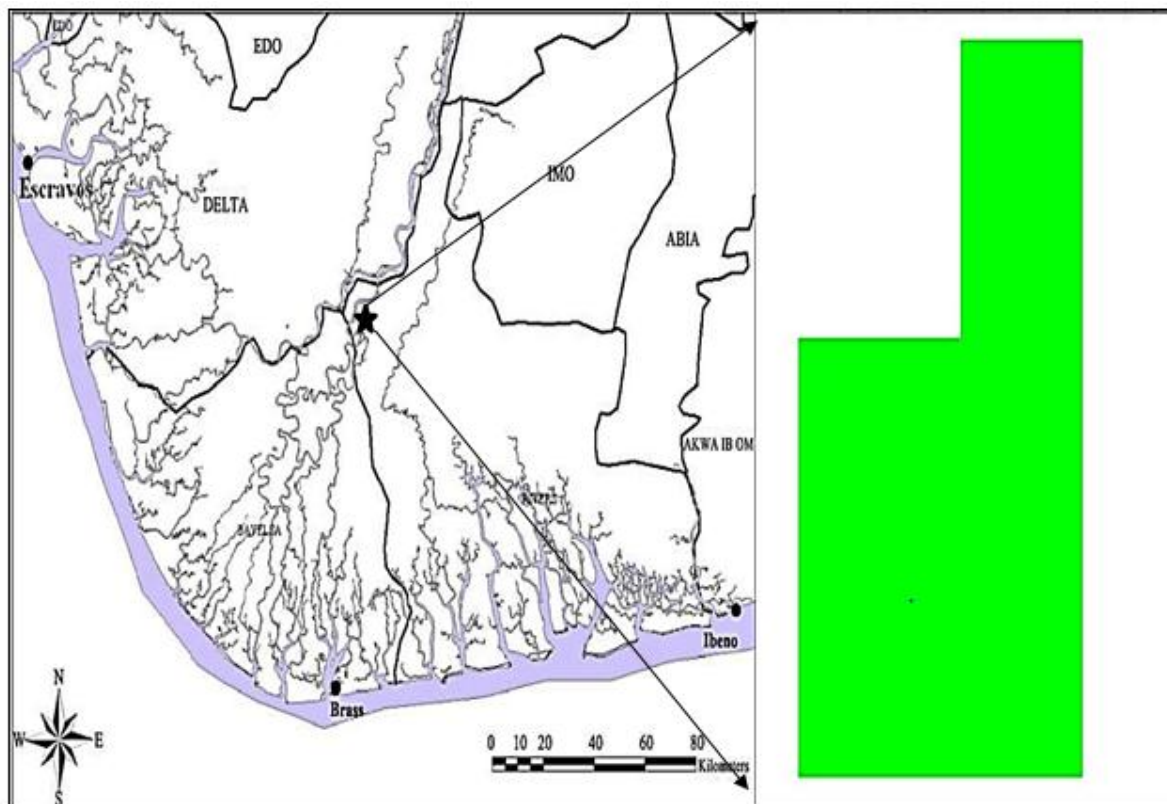 EDO
EDO
IMO
Escravos
DELTA
ABIA
AKWA IB OM
BAYELSA
Ibeno
Brass
N
W E
S
0 10 20 40 60 80
Kilometers